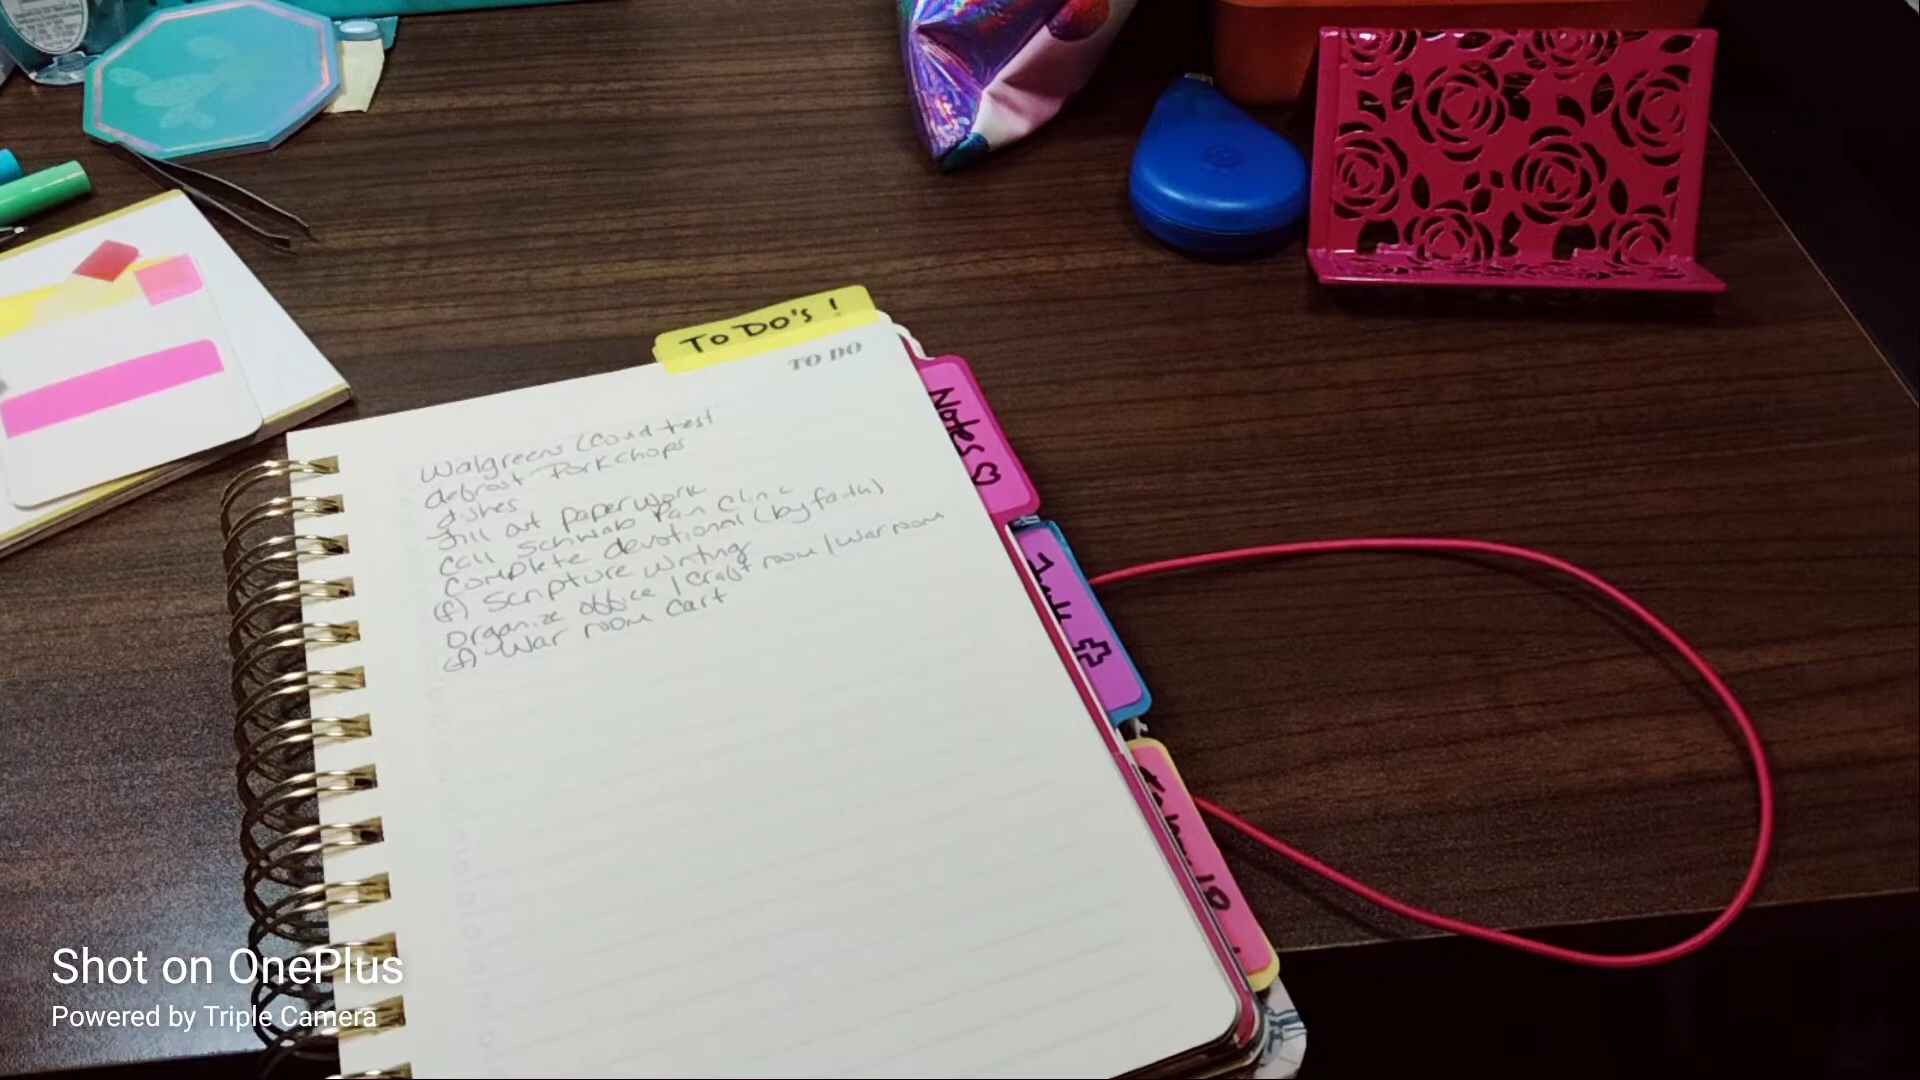 To Do's !
TO DO
Walgreens (Covid test
defrost Porkchops
dishes
fill out paperwork
Call Schwab Pain Clinic
Complete devotional (by faith)
(f) Scripture Writing
Organize office / Craft room / War room
(f) War room Cart
Notes
Shot on OnePlus
Powered by Triple Camera